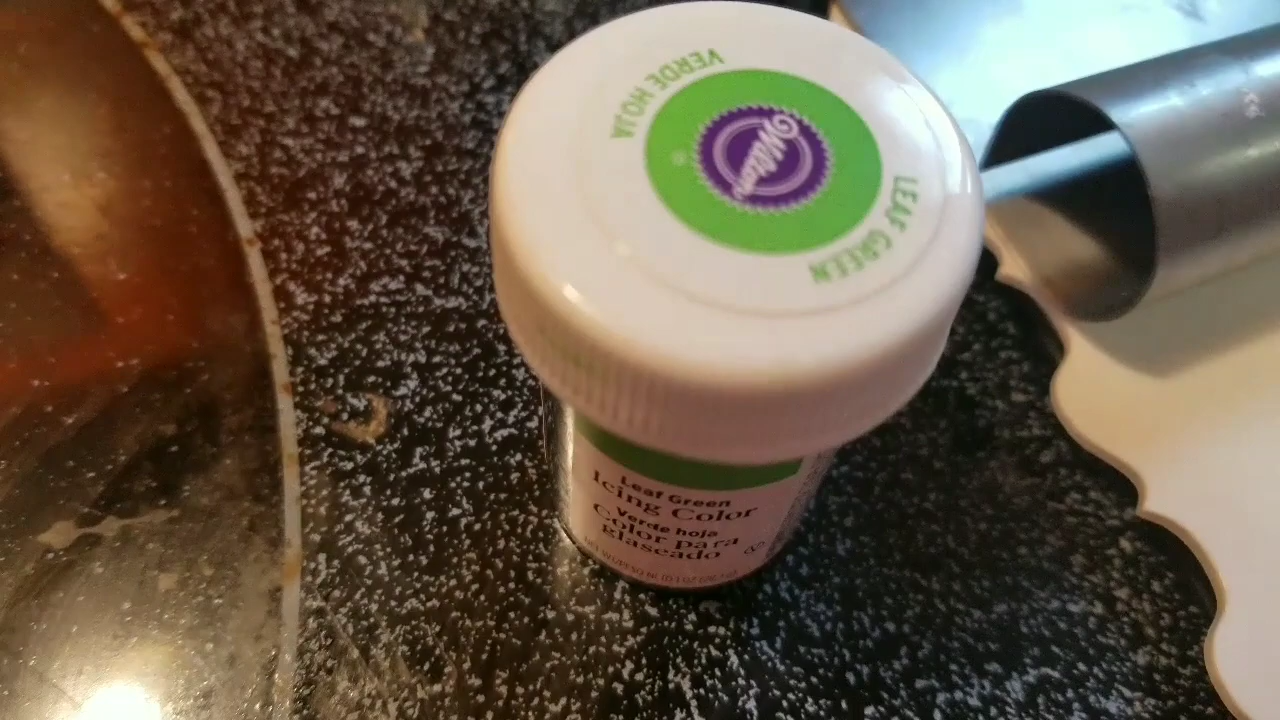 VERDE HOJA
Wilton
LEAF GREEN
Leaf Green
Icing Color
Verde hoja
Color para
glaseado